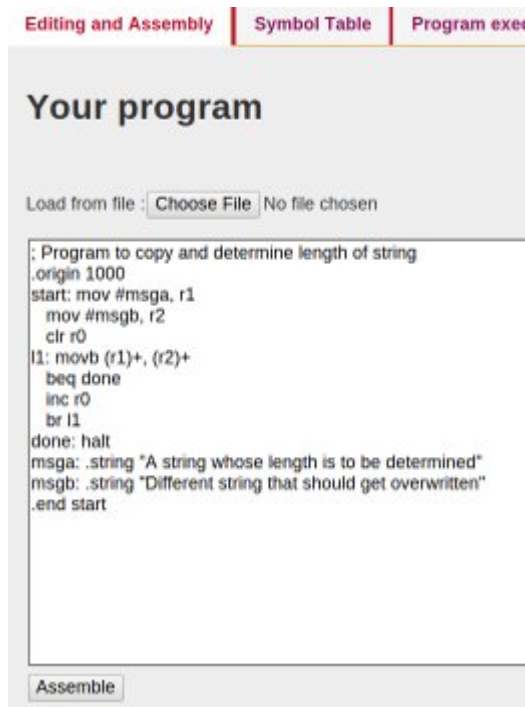 Editing and Assembly Symbol Table Program exec
Your program
Load from file : Choose File No file chosen
; Program to copy and determine length of string
.origin 1000
start: mov #msga, r1
mov #msgb, r2
clr r0
l1: movb (r1)+, (r2)+
beq done
inc r0
br l1
done: halt
msga: .string "A string whose length is to be determined"
msgb: .string "Different string that should get overwritten"
.end start
Assemble